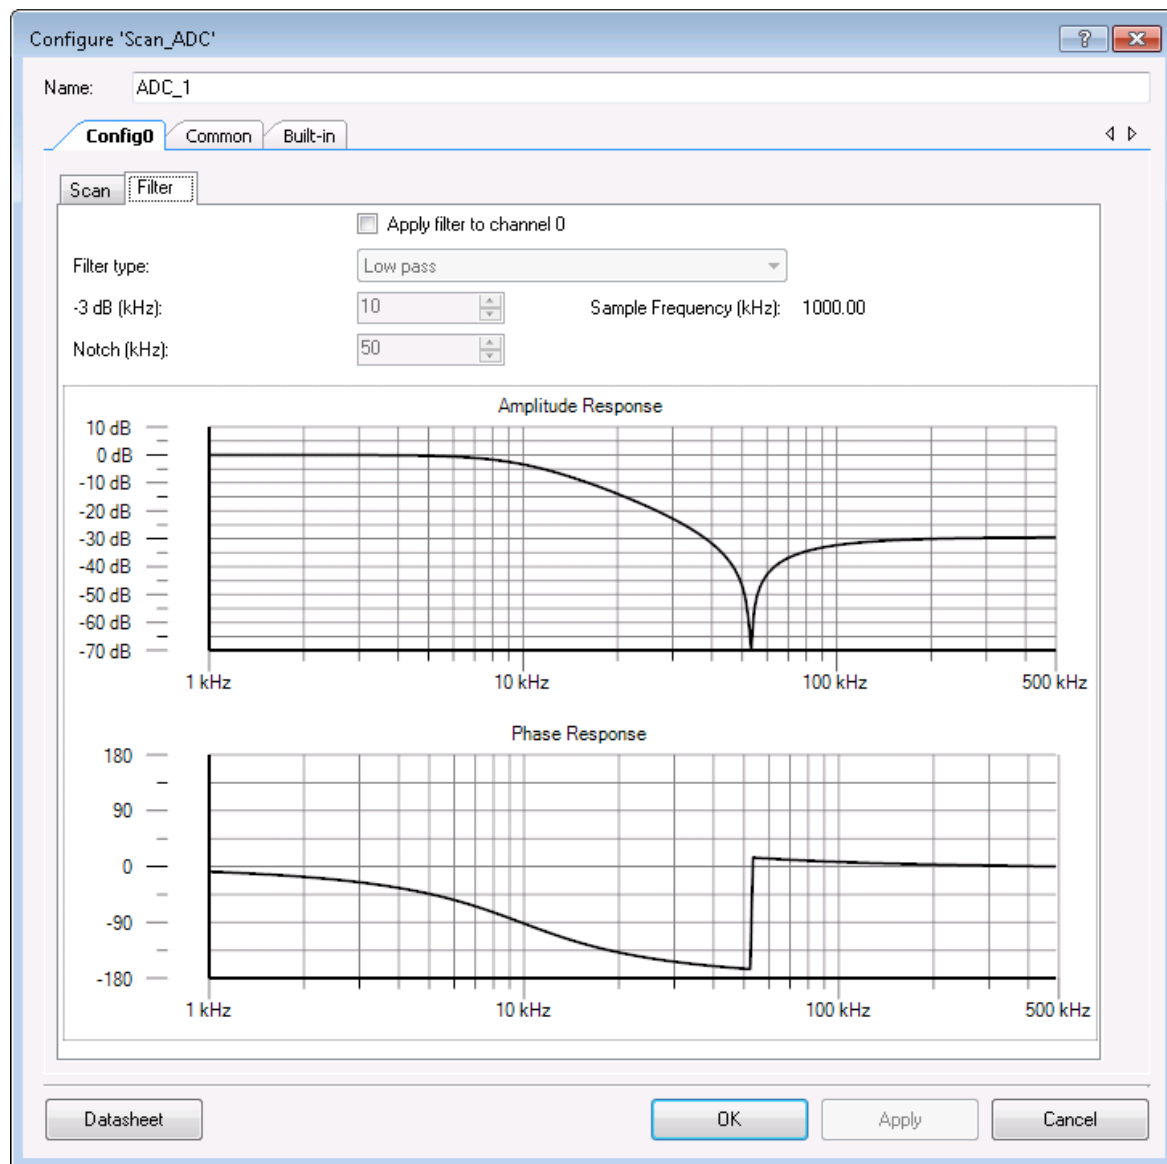 Configure 'Scan_ADC'
Name: ADC_1
Config0 Common Built-in
Scan Filter
Apply filter to channel 0
Filter type: Low pass
-3 dB (kHz): 10 Sample Frequency (kHz): 1000.00
Notch (kHz): 50
Amplitude Response
10 dB
0 dB
-10 dB
-20 dB
-30 dB
-40 dB
-50 dB
-60 dB
-70 dB
1 kHz 10 kHz 100 kHz 500 kHz
Phase Response
180
90
0
-90
-180
1 kHz 10 kHz 100 kHz 500 kHz
Datasheet OK Apply Cancel